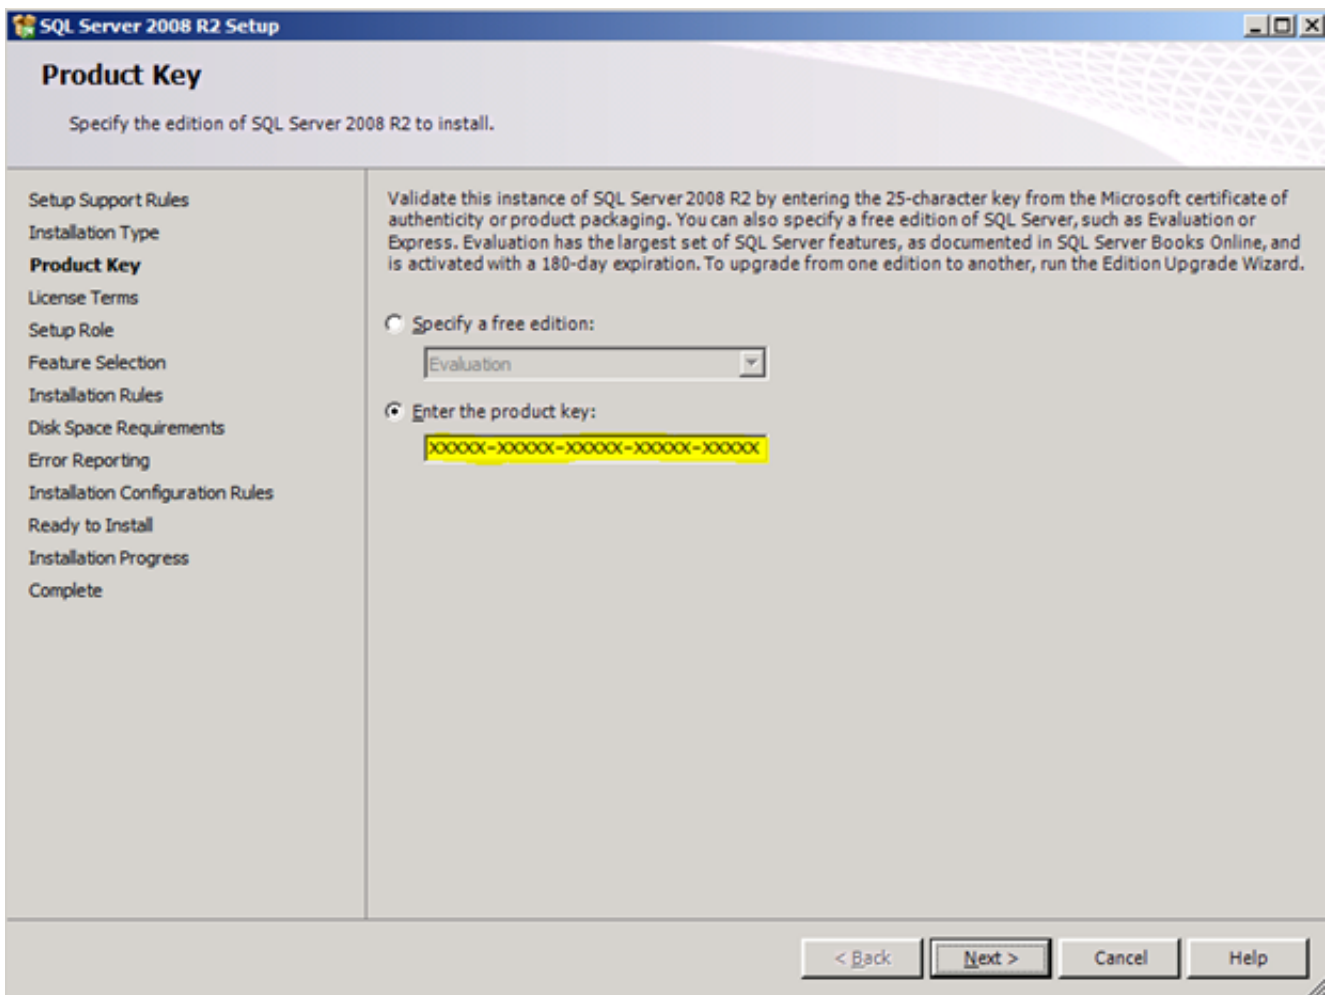 SQL Server 2008 R2 Setup
Product Key
Specify the edition of SQL Server 2008 R2 to install.
Setup Support Rules
Installation Type
Product Key
License Terms
Setup Role
Feature Selection
Installation Rules
Disk Space Requirements
Error Reporting
Installation Configuration Rules
Ready to Install
Installation Progress
Complete
Validate this instance of SQL Server 2008 R2 by entering the 25-character key from the Microsoft certificate of
authenticity or product packaging. You can also specify a free edition of SQL Server, such as Evaluation or
Express. Evaluation has the largest set of SQL Server features, as documented in SQL Server Books Online, and
is activated with a 180-day expiration. To upgrade from one edition to another, run the Edition Upgrade Wizard.
Specify a free edition:
Evaluation
Enter the product key:
XXXXX-XXXXX-XXXXX-XXXXX-XXXXX
< Back
Next >
Cancel
Help